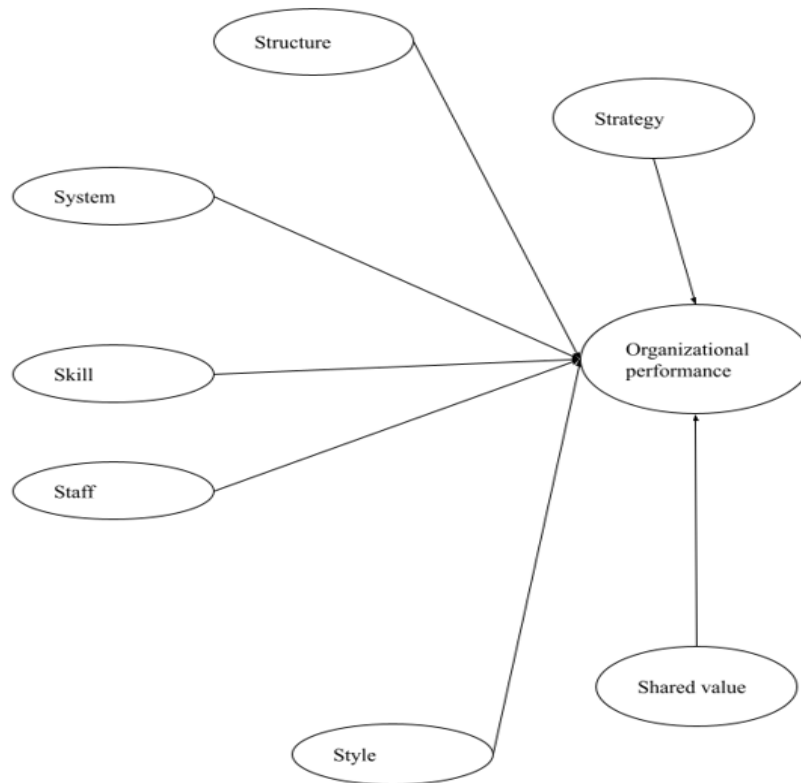 Structure
Strategy
System
Organizational
performance
Skill
Staff
Shared value
Style